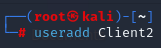 ┌──(root㉿kali)-[~]
└─# useradd Client2